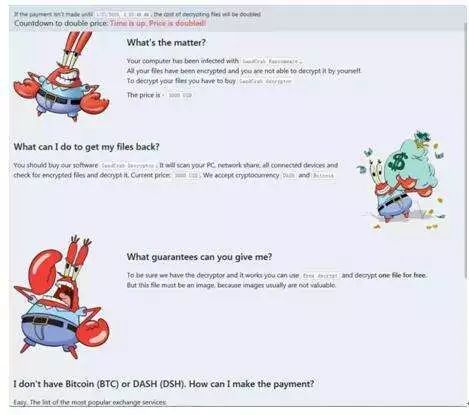 If the payment isn't made until the cost of decrypting files will be doubled
Countdown to double price: Time is up. Price is doubled!
What's the matter?
Your computer has been infected with GandCrab Ransomware.
All your files have been encrypted and you are not able to decrypt it by yourself.
To decrypt your files you have to buy GandCrab Decryptor
The price is - 3000 USD
What can I do to get my files back?
You should buy our software GandCrab Decryptor. It will scan your PC, network share, all connected devices and
check for encrypted files and decrypt it. Current price: 3000 USD. We accept cryptocurrency DASH and Bitcoin
$
What guarantees can you give me?
To be sure we have the decryptor and it works you can use free decrypt and decrypt one file for free.
But this file must be an image, because images usually are not valuable.
I don't have Bitcoin (BTC) or DASH (DSH). How can I make the payment?
Easy. The list of the most popular exchange services.